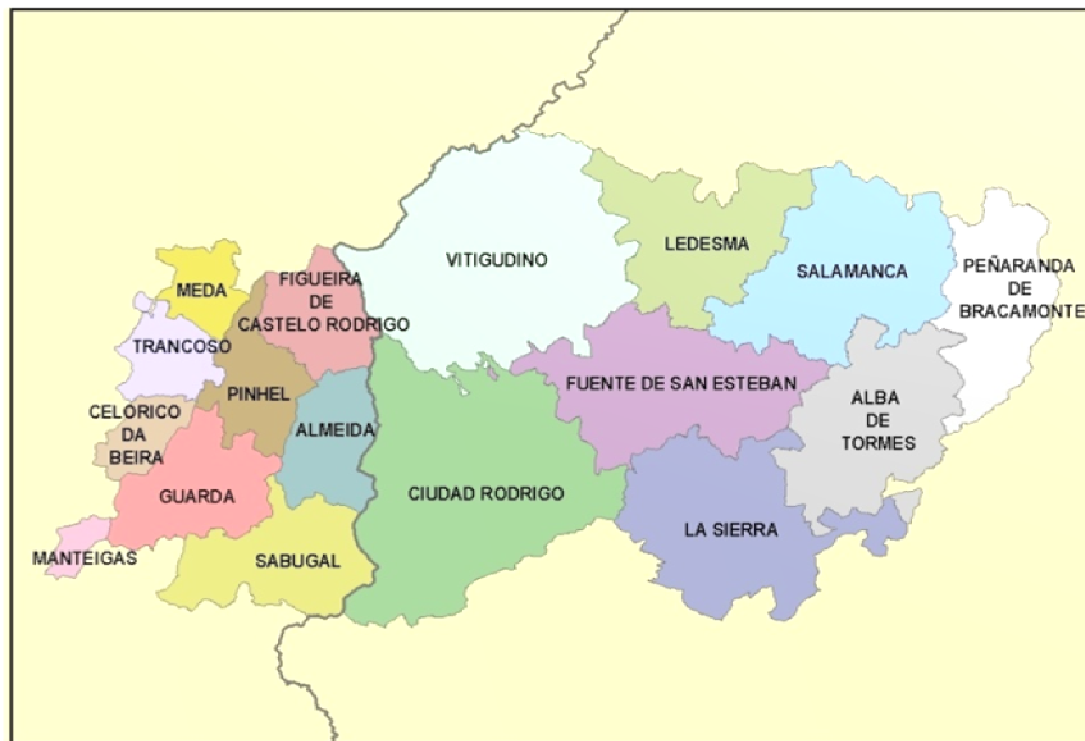 VITIGUDINO
LEDESMA
SALAMANCA
PEÑARANDA
DE
BRACAMONTE
MEDA
FIGUEIRA
DE
CASTELO RODRIGO
TRANCOSO
PINHEL
FUENTE DE SAN ESTEBAN
ALBA
DE
TORMES
CELORICO
DA
BEIRA
ALMEIDA
GUARDA
CIUDAD RODRIGO
LA SIERRA
MANTEIGAS
SABUGAL